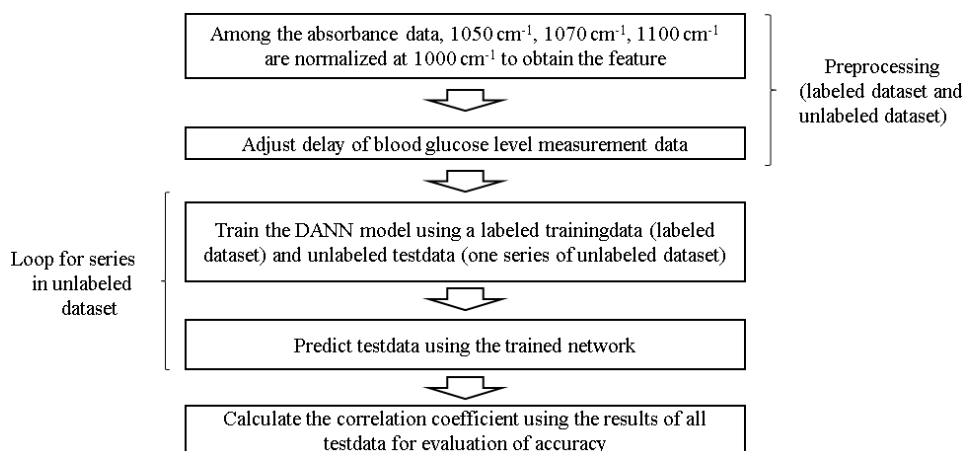 Among the absorbance data, 1050 cm⁻¹, 1070 cm⁻¹, 1100 cm⁻¹
are normalized at 1000 cm⁻¹ to obtain the feature
Preprocessing
(labeled dataset and
unlabeled dataset)
Adjust delay of blood glucose level measurement data
Train the DANN model using a labeled trainingdata (labeled
dataset) and unlabeled testdata (one series of unlabeled dataset)
Loop for series
in unlabeled
dataset
Predict testdata using the trained network
Calculate the correlation coefficient using the results of all
testdata for evaluation of accuracy